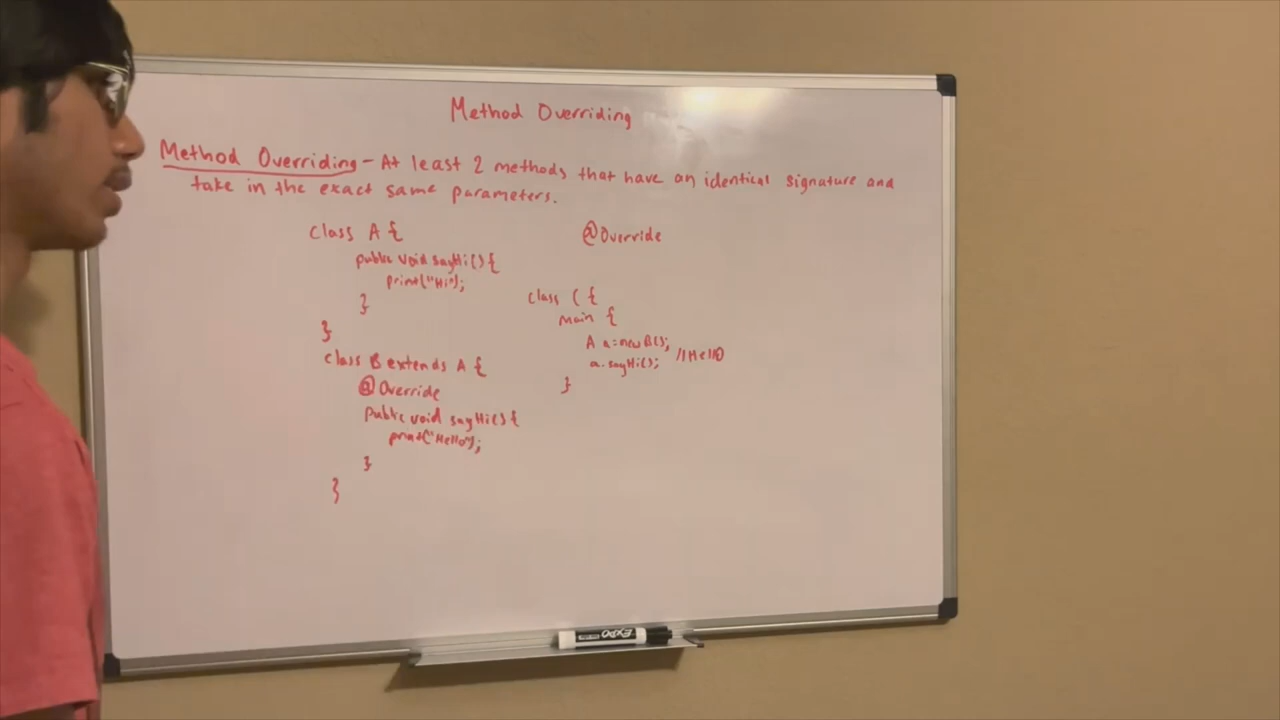 Method Overriding
Method Overriding - At least 2 methods that have an identical signature and
take in the exact same parameters.
class A {
public void sayHi() {
print("Hi");
}
}
class B extends A {
@Override
public void sayHi() {
print("Hello");
}
}
@Override
class C {
main {
A a = new B();
a.sayHi(); //Hello
}
EXPO